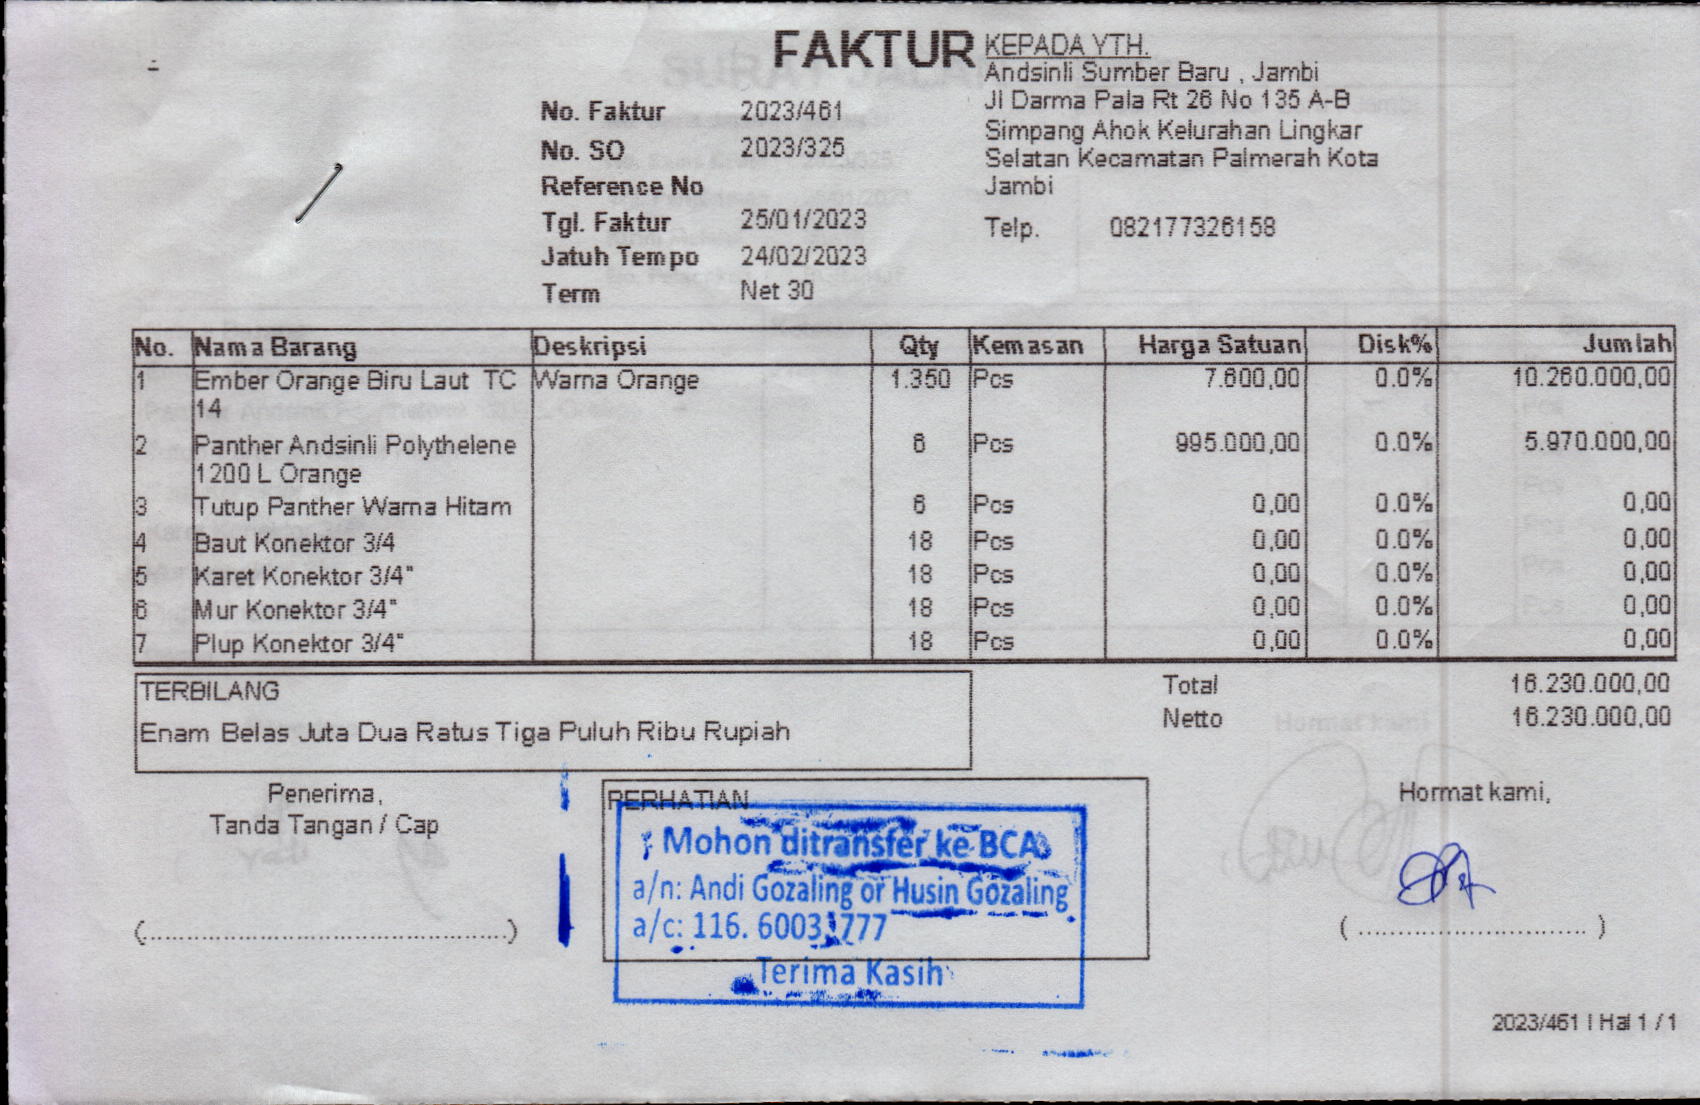 FAKTUR
No. Faktur 2023/461
No. SO 2023/325
Reference No
Tgl. Faktur 25/01/2023
Jatuh Tempo 24/02/2023
Term Net 30
KEPADA YTH.
Andsinli Sumber Baru , Jambi
Jl Darma Pala Rt 26 No 135 A-B
Simpang Ahok Kelurahan Lingkar
Selatan Kecamatan Palmerah Kota
Jambi
Telp. 082177326158
No. Nama Barang Deskripsi Qty Kemasan Harga Satuan Disk% Jumlah
1 Ember Orange Biru Laut TC Warna Orange 1.350 Pcs 7.600,00 0.0% 10.260.000,00
14
2 Panther Andsinli Polythelene 6 Pcs 995.000,00 0.0% 5.970.000,00
1200 L Orange
3 Tutup Panther Warna Hitam 6 Pcs 0,00 0.0% 0,00
4 Baut Konektor 3/4 18 Pcs 0,00 0.0% 0,00
5 Karet Konektor 3/4" 18 Pcs 0,00 0.0% 0,00
6 Mur Konektor 3/4" 18 Pcs 0,00 0.0% 0,00
7 Plup Konektor 3/4" 18 Pcs 0,00 0.0% 0,00
TERBILANG
Enam Belas Juta Dua Ratus Tiga Puluh Ribu Rupiah
Total 16.230.000,00
Netto 16.230.000,00
Penerima,
Tanda Tangan / Cap
(..................................................)
PERHATIAN
Mohon ditransfer ke BCA
a/n: Andi Gozaling or Husin Gozaling
a/c: 116. 6003 777
Terima Kasih
Hormat kami,
( ................................ )
2023/461 | Hal 1 / 1